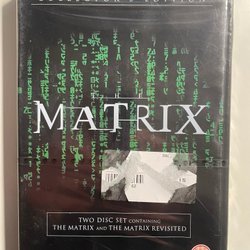 COLLECTOR'S EDITION
MATRIX
TWO DISC SET CONTAINING
THE MATRIX AND THE MATRIX REVISITED